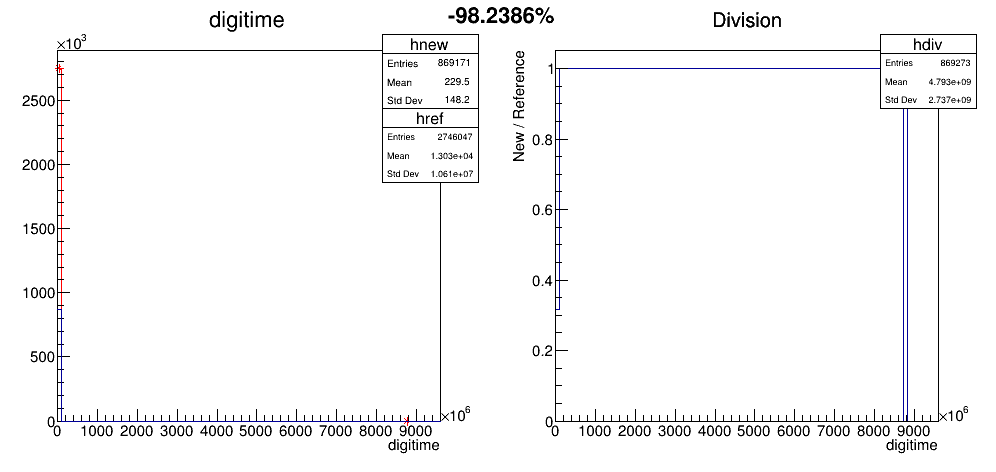 -98.2386%
digitime
×10³
hnew
Entries 869171
Mean 229.5
Std Dev 148.2
href
Entries 2746047
Mean 1.303e+04
Std Dev 1.061e+07
2500
2000
1500
1000
500
0
0 1000 2000 3000 4000 5000 6000 7000 8000 9000
×10⁶
digitime
Division
hdiv
Entries 869273
Mean 4.793e+09
Std Dev 2.737e+09
New / Reference
1
0.8
0.6
0.4
0.2
0
0 1000 2000 3000 4000 5000 6000 7000 8000 9000
×10⁶
digitime